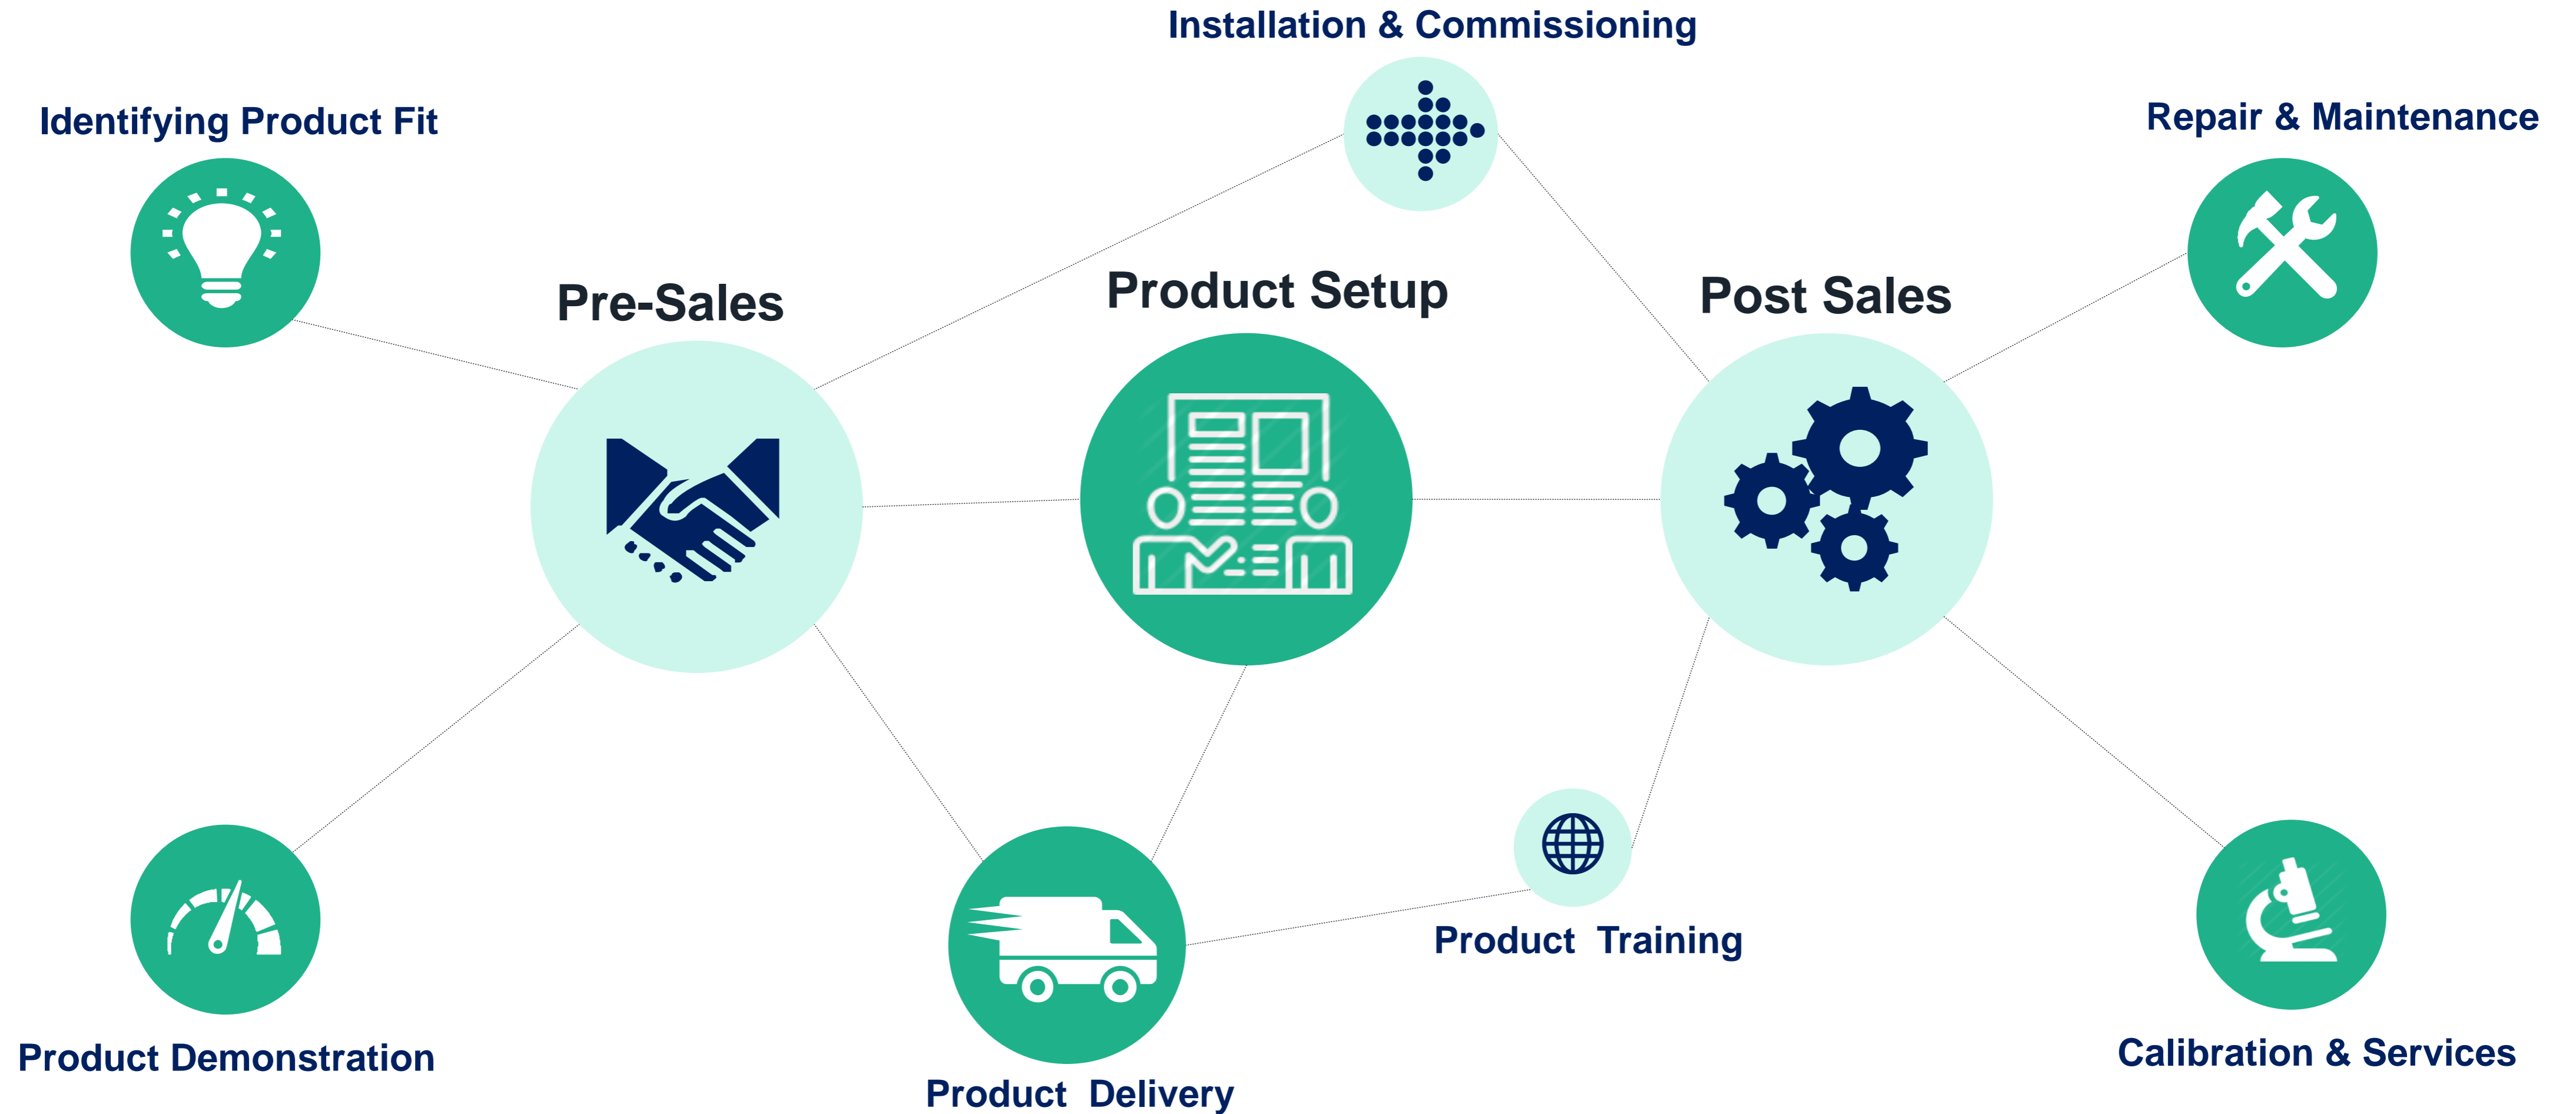 Installation & Commissioning
Identifying Product Fit
Repair & Maintenance
Pre-Sales
Product Setup
Post Sales
Product Training
Product Demonstration
Product Delivery
Calibration & Services